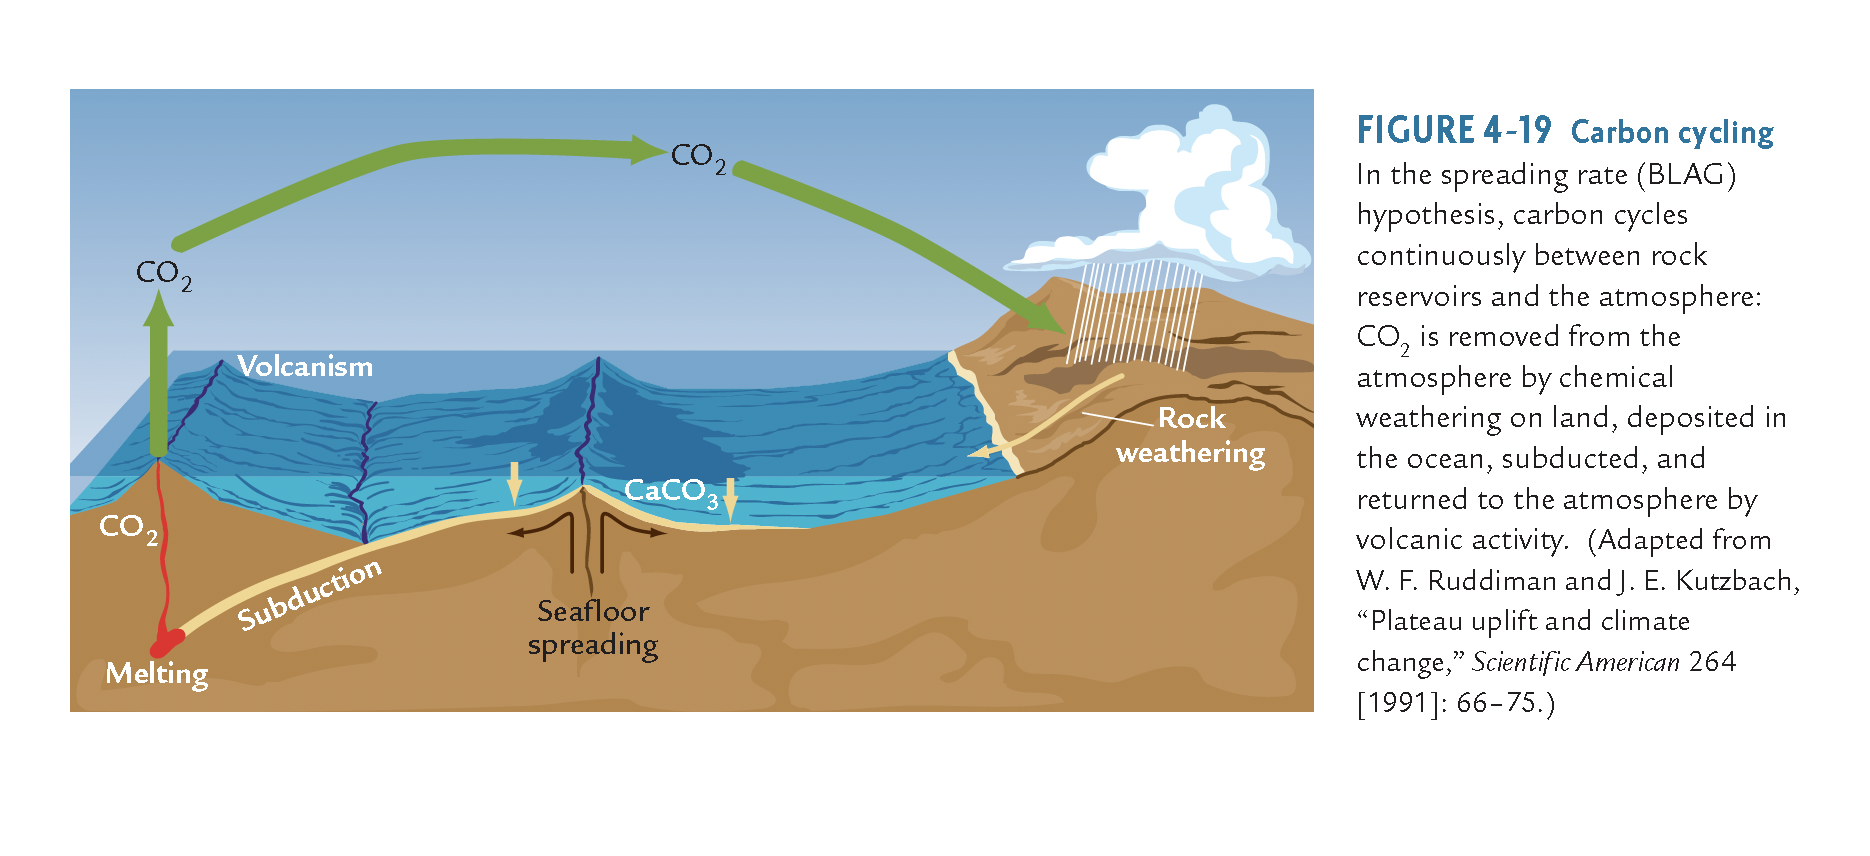 CO₂
CO₂
Volcanism
Rock
weathering
CaCO₃
CO₂
Subduction
Seafloor
spreading
Melting
FIGURE 4-19 Carbon cycling
In the spreading rate (BLAG)
hypothesis, carbon cycles
continuously between rock
reservoirs and the atmosphere:
CO₂ is removed from the
atmosphere by chemical
weathering on land, deposited in
the ocean, subducted, and
returned to the atmosphere by
volcanic activity. (Adapted from
W. F. Ruddiman and J. E. Kutzbach,
“Plateau uplift and climate
change,” Scientific American 264
[1991]: 66–75.)